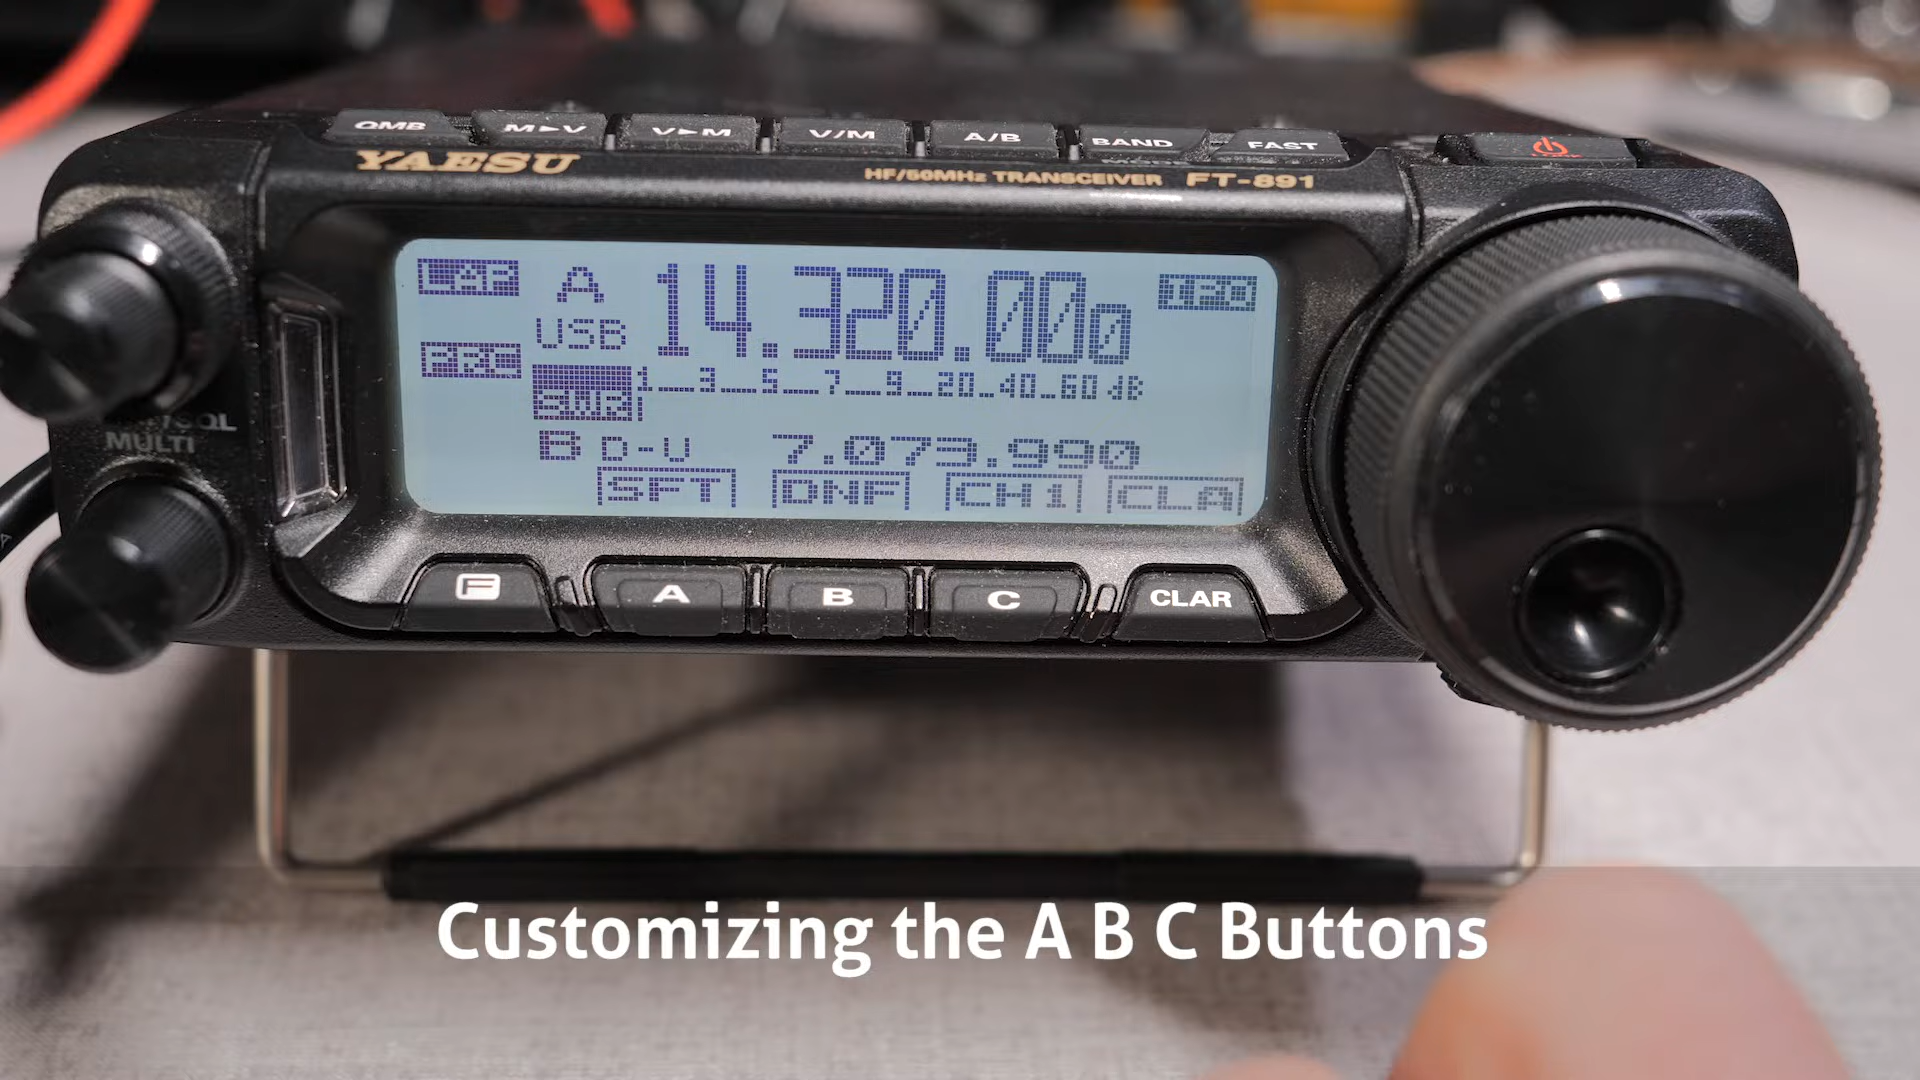 QMB M►V V►M V/M A/B BAND FAST
YAESU HF/50MHz TRANSCEIVER FT-891
A 14.320.000 IPO
USB
PRC
1 3 5 7 9 20 40 60 dB
SWR
SQL
MULTI
B D-U 7.073.990
SFT DNF CH1 CLA
F A B C CLAR
Customizing the A B C Buttons